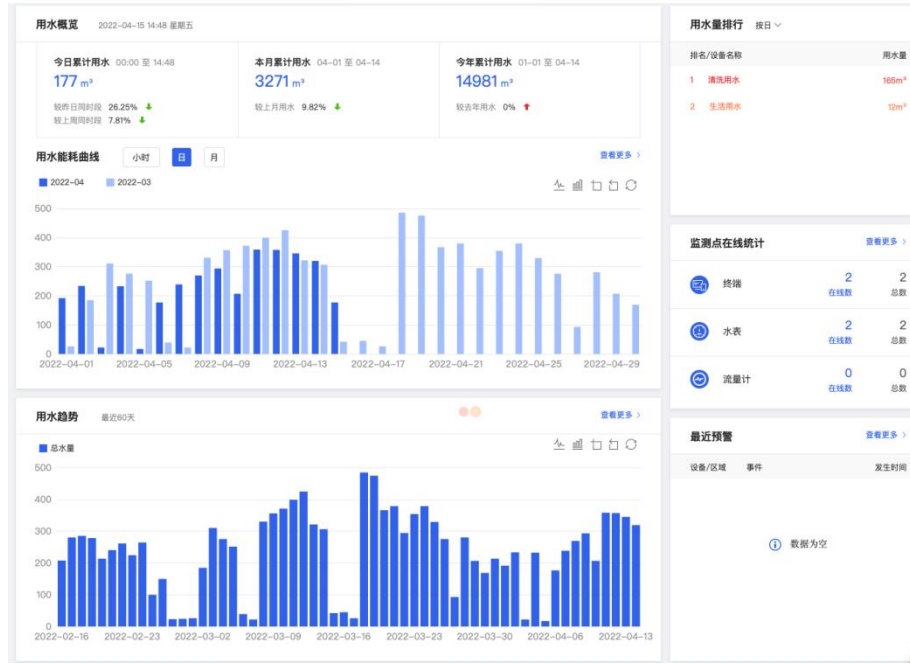 用水概览 2022-04-15 14:48 星期五
今日累计用水 00:00 至 14:48
177 m³
较昨日同时段 26.25%
较上周同时段 7.81%
本月累计用水 04-01 至 04-14
3271 m³
较上月用水 9.82%
今年累计用水 01-01 至 04-14
14981 m³
较去年用水 0%
用水能耗曲线 小时 日 月 查看更多
2022-04 2022-03
500
400
300
200
100
0
2022-04-01 2022-04-05 2022-04-09 2022-04-13 2022-04-17 2022-04-21 2022-04-25 2022-04-29
用水趋势 最近60天 查看更多
总水量
500
400
300
200
100
0
2022-02-16 2022-02-23 2022-03-02 2022-03-09 2022-03-16 2022-03-23 2022-03-30 2022-04-06 2022-04-13
用水量排行 按日
排名/设备名称 用水量
1 清洗用水 165m³
2 生活用水 12m³
监测点在线统计 查看更多
终端 2 2
在线数 总数
水表 2 2
在线数 总数
流量计 0 0
在线数 总数
最近预警 查看更多
设备/区域 事件 发生时间
数据为空